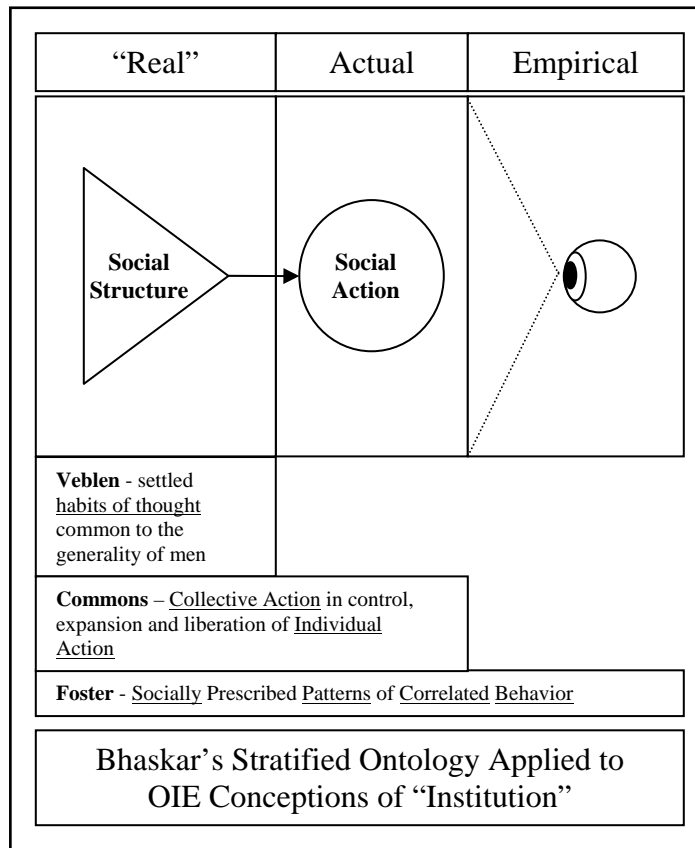 “Real”
Actual
Empirical
Social
Structure
Social
Action
Veblen - settled
habits of thought
common to the
generality of men
Commons – Collective Action in control,
expansion and liberation of Individual
Action
Foster - Socially Prescribed Patterns of Correlated Behavior
Bhaskar’s Stratified Ontology Applied to
OIE Conceptions of “Institution”